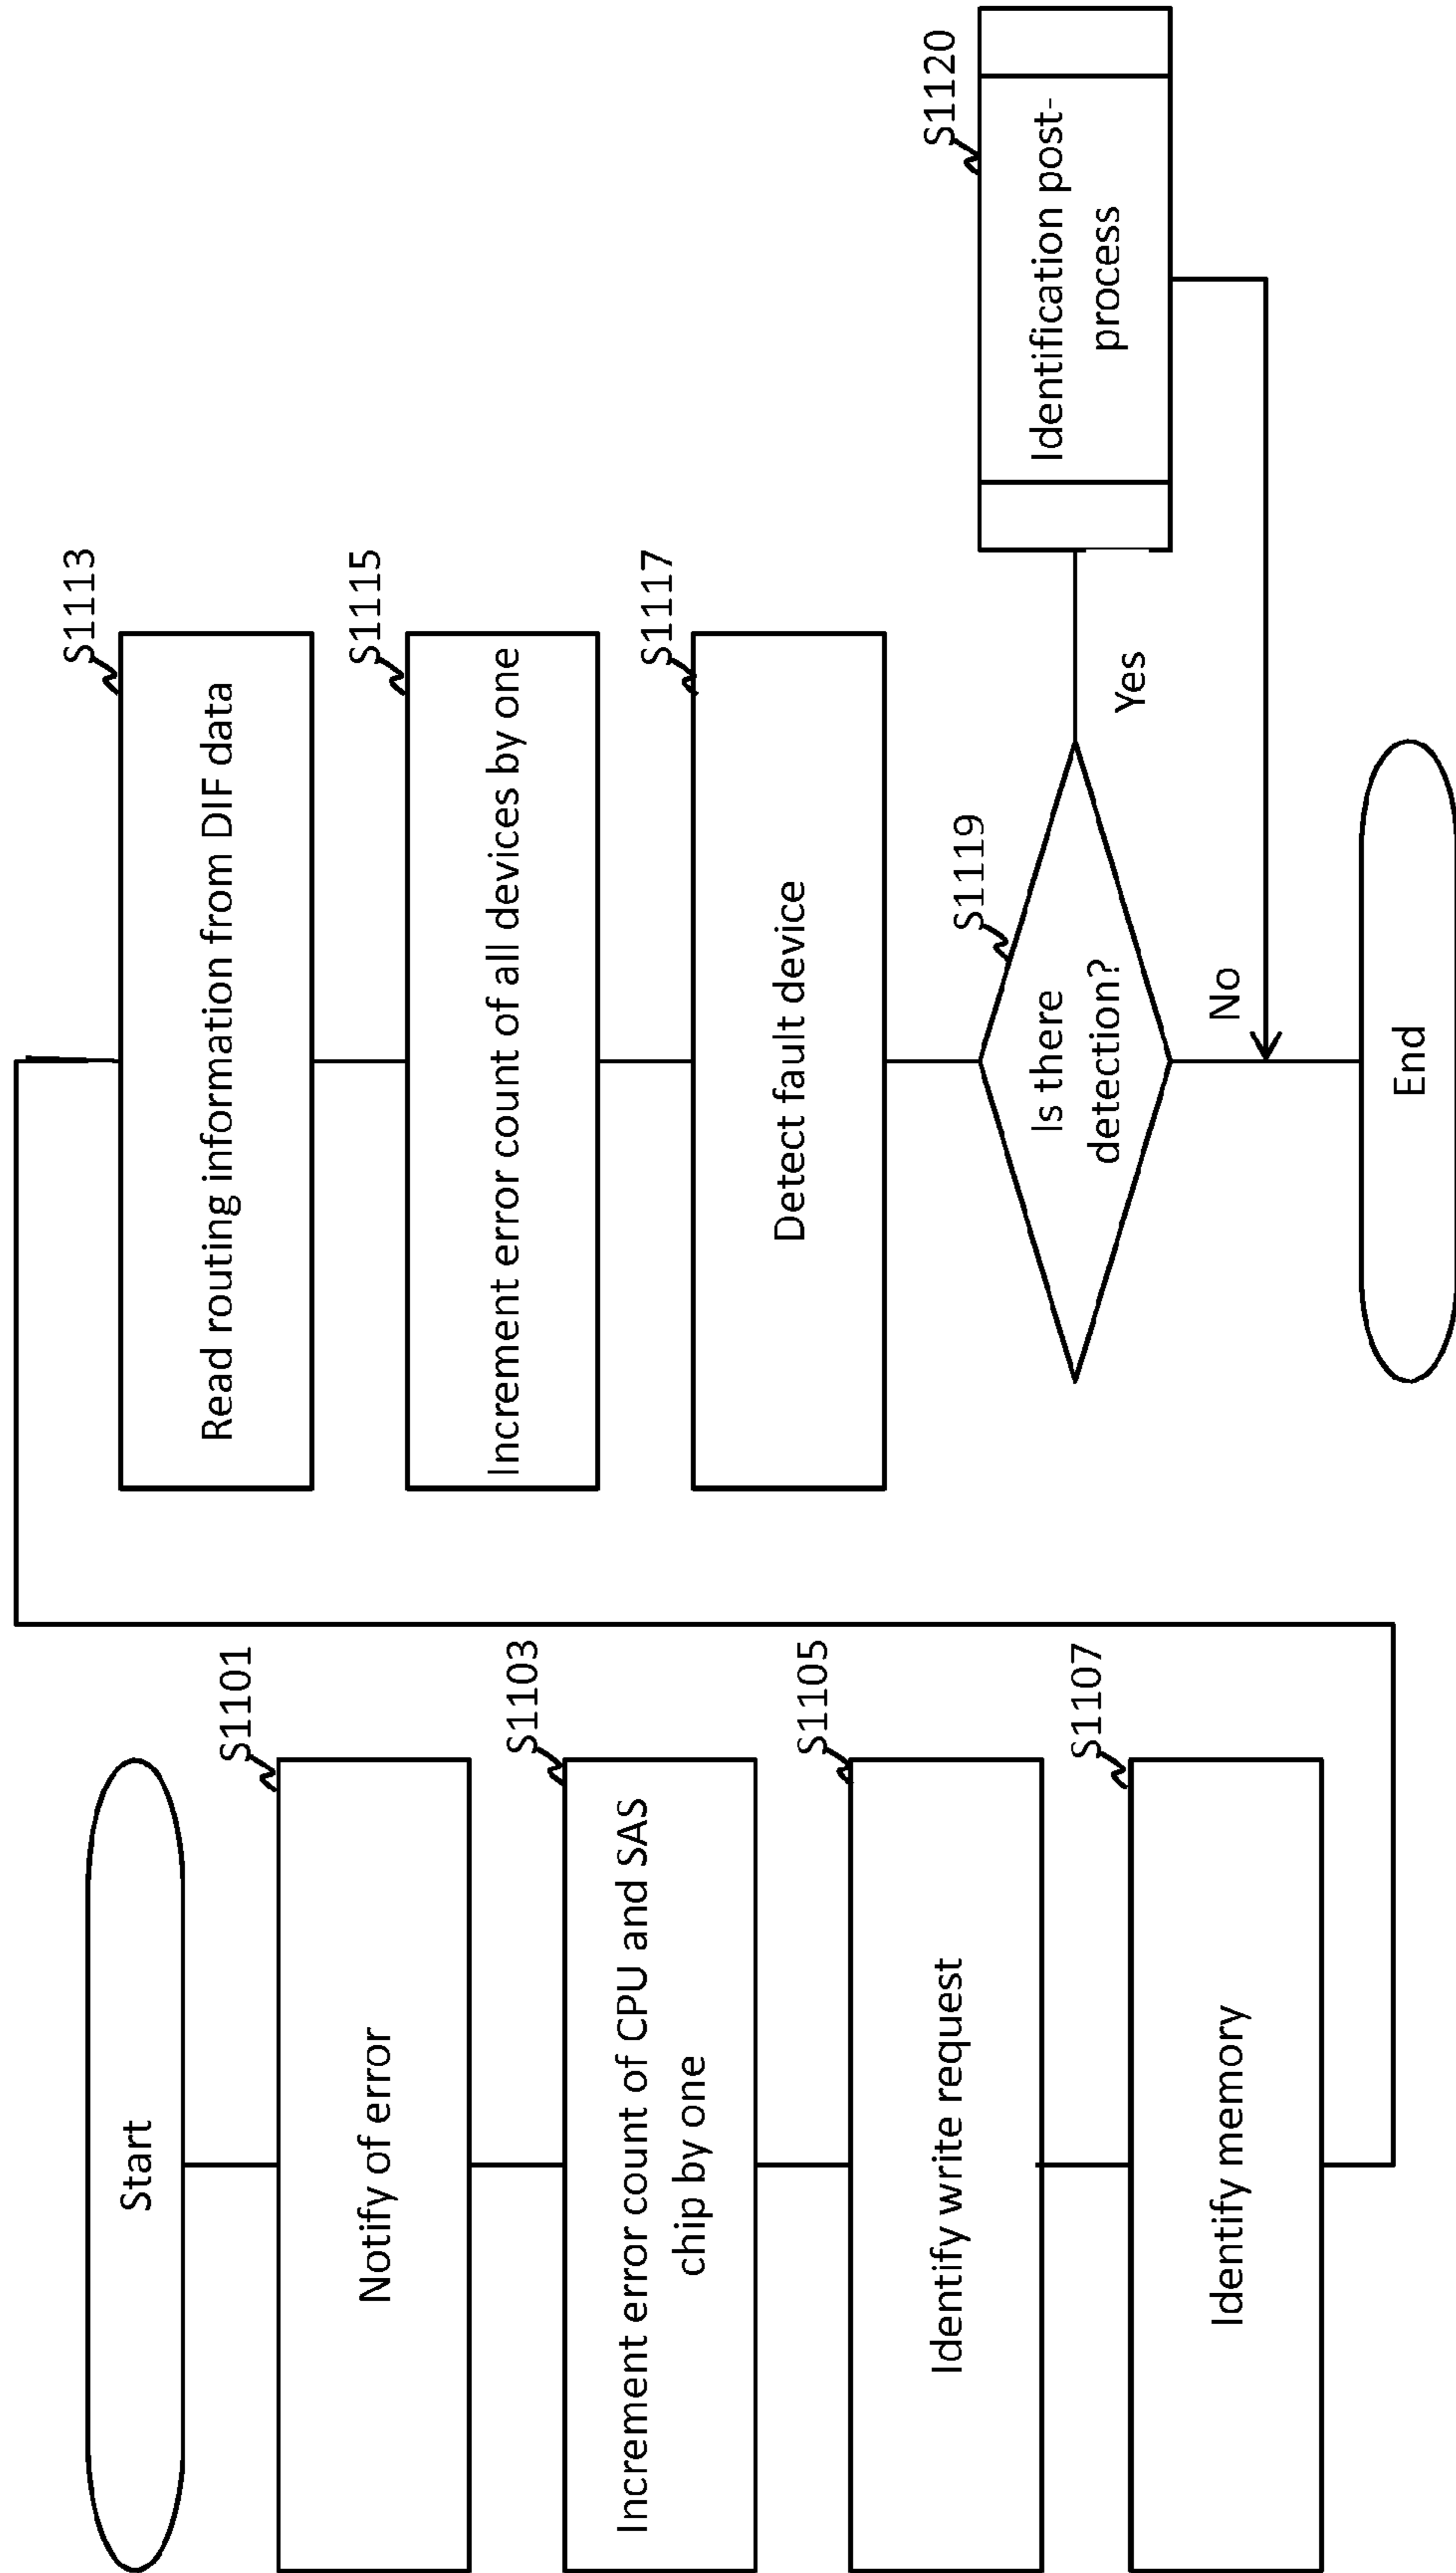 Start
S1101
Notify of error
S1103
Increment error count of CPU and SAS
chip by one
S1105
Identify write request
S1107
Identify memory
S1113
Read routing information from DIF data
S1115
Increment error count of all devices by one
S1117
Detect fault device
S1119
Is there
detection?
Yes
No
S1120
Identification post-
process
End